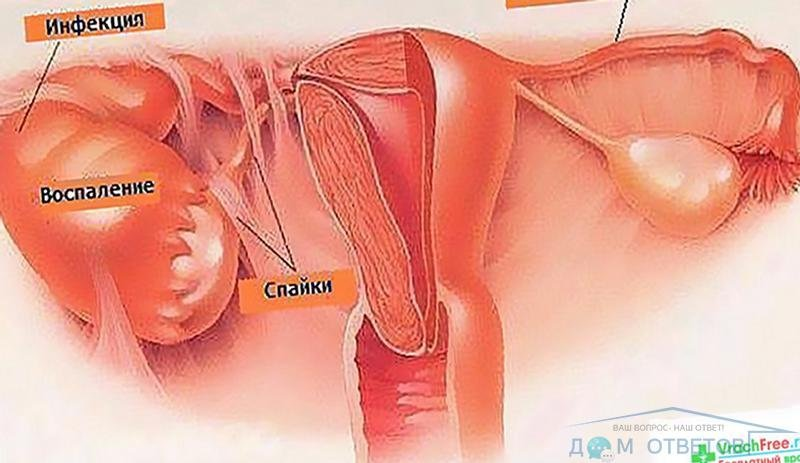 Инфекция
Воспаление
Спайки
ВАШ ВОПРОС - НАШ ОТВЕТ!
ДОМ ОТВЕТОВ
VrachFree.r